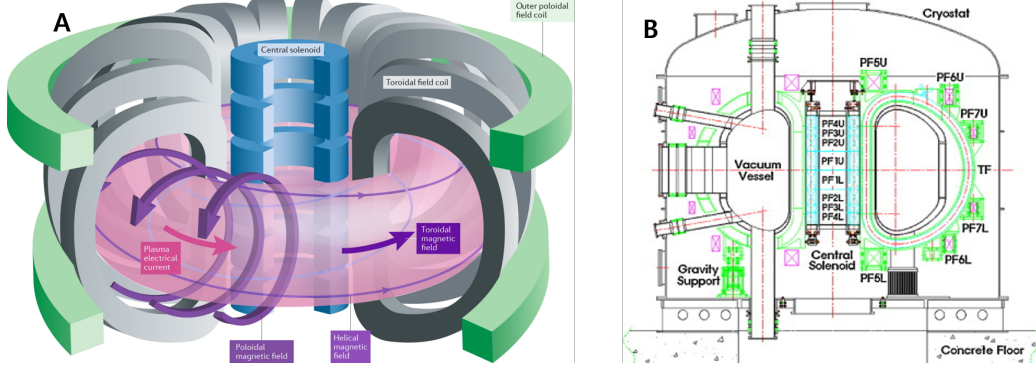 A
Outer poloidal
field coil
Central solenoid
Toroidal field coil
Plasma
electrical
current
Toroidal
magnetic
field
Poloidal
magnetic field
Helical
magnetic
field
B
Cryostat
PF5U
PF6U
PF7U
PF4U
PF3U
PF2U
PF1U
Vacuum
Vessel
TF
PF1L
PF2L
PF3L
PF4L
PF7L
Central
Solenoid
PF6L
Gravity
Support
PF5L
Concrete Floor